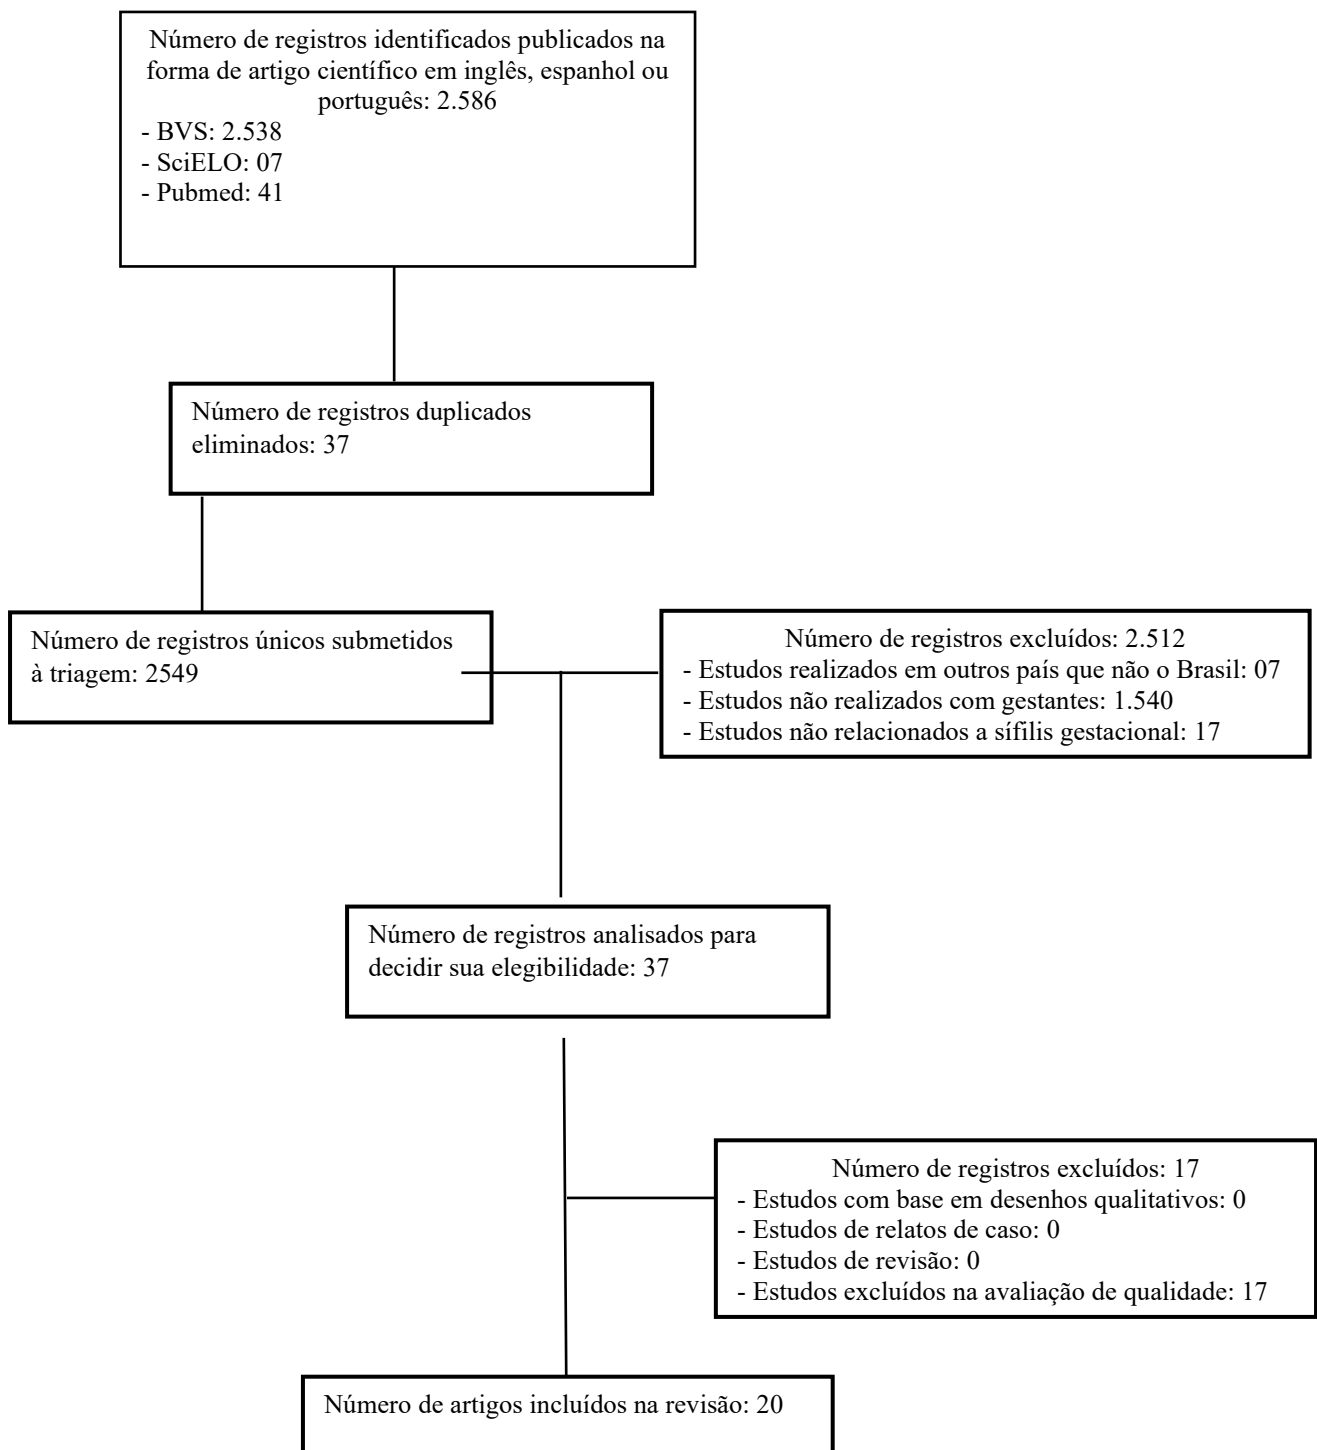 Número de registros identificados publicados na
forma de artigo científico em inglês, espanhol ou
português: 2.586
- BVS: 2.538
- SciELO: 07
- Pubmed: 41
Número de registros duplicados
eliminados: 37
Número de registros únicos submetidos
à triagem: 2549
Número de registros excluídos: 2.512
- Estudos realizados em outros país que não o Brasil: 07
- Estudos não realizados com gestantes: 1.540
- Estudos não relacionados a sífilis gestacional: 17
Número de registros analisados para
decidir sua elegibilidade: 37
Número de registros excluídos: 17
- Estudos com base em desenhos qualitativos: 0
- Estudos de relatos de caso: 0
- Estudos de revisão: 0
- Estudos excluídos na avaliação de qualidade: 17
Número de artigos incluídos na revisão: 20